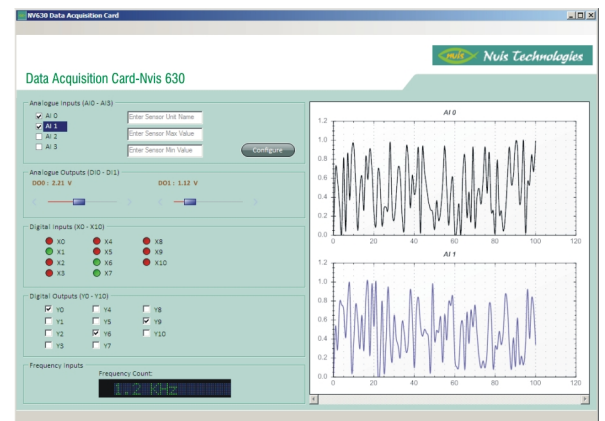 NV630 Data Acquisition Card
nvis Nvis Technologies
Data Acquisition Card-Nvis 630
Analogue Inputs (AI0 - AI3)
AI 0
AI 1
AI 2
AI 3
Enter Sensor Unit Name
Enter Sensor Max Value
Enter Sensor Min Value
Configure
Analogue Outputs (DI0 - DI1)
DO0 : 2.21 V
DO1 : 1.12 V
Digital Inputs (X0 - X10)
X0 X4 X8
X1 X5 X9
X2 X6 X10
X3 X7
Digital Outputs (Y0 - Y10)
Y0 Y4 Y8
Y1 Y5 Y9
Y2 Y6 Y10
Y3 Y7
Frequency Inputs
Frequency Count:
1.2 KHz
AI 0
1.2
1.0
0.8
0.6
0.4
0.2
0.0
0 20 40 60 80 100 120
AI 1
1.2
1.0
0.8
0.6
0.4
0.2
0.0
0 20 40 60 80 100 120